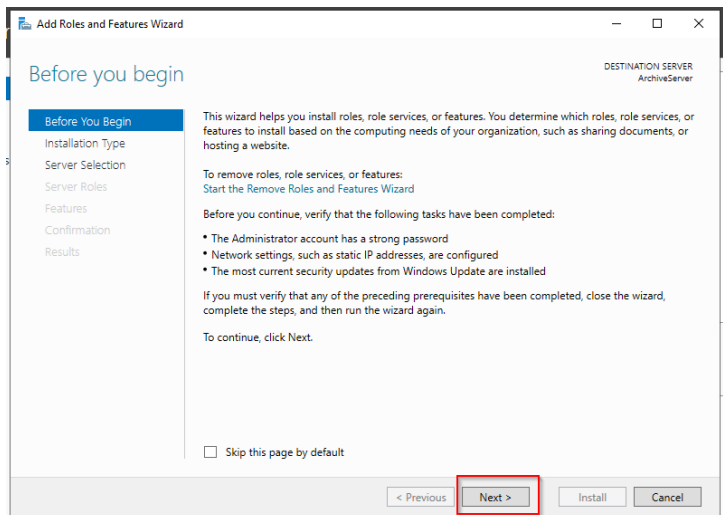 Add Roles and Features Wizard
Before you begin
DESTINATION SERVER
ArchiveServer
Before You Begin
Installation Type
Server Selection
Server Roles
Features
Confirmation
Results
This wizard helps you install roles, role services, or features. You determine which roles, role services, or
features to install based on the computing needs of your organization, such as sharing documents, or
hosting a website.
To remove roles, role services, or features:
Start the Remove Roles and Features Wizard
Before you continue, verify that the following tasks have been completed:
• The Administrator account has a strong password
• Network settings, such as static IP addresses, are configured
• The most current security updates from Windows Update are installed
If you must verify that any of the preceding prerequisites have been completed, close the wizard,
complete the steps, and then run the wizard again.
To continue, click Next.
Skip this page by default
< Previous
Next >
Install
Cancel